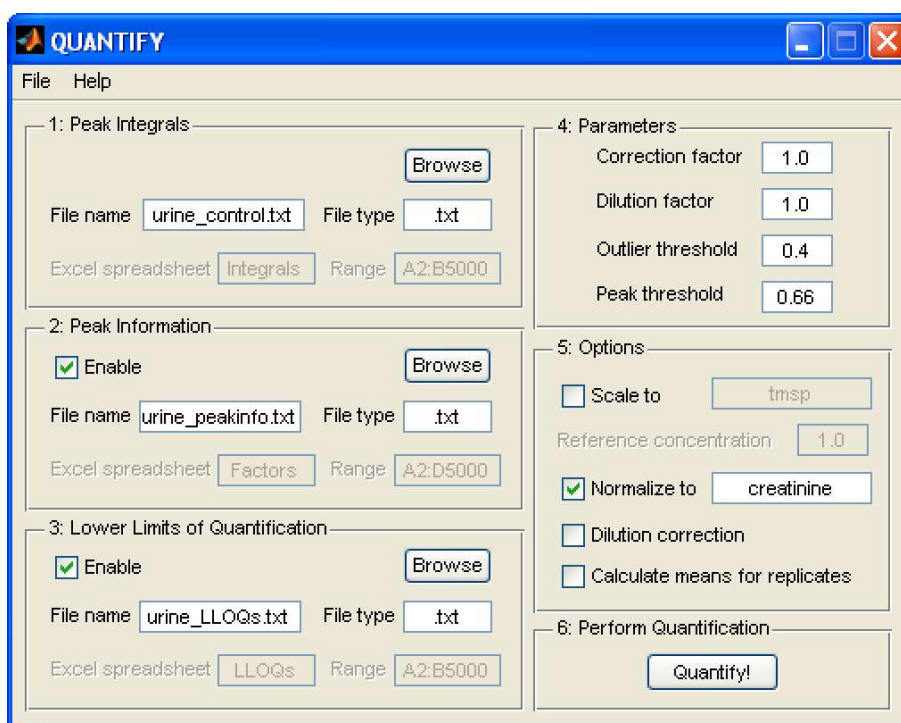 QUANTIFY
File Help
1: Peak Integrals
Browse
File name urine_control.txt File type .txt
Excel spreadsheet Integrals Range A2:B5000
2: Peak Information
Enable Browse
File name urine_peakinfo.txt File type .txt
Excel spreadsheet Factors Range A2:D5000
3: Lower Limits of Quantification
Enable Browse
File name urine_LLOQs.txt File type .txt
Excel spreadsheet LLOQs Range A2:B5000
4: Parameters
Correction factor 1.0
Dilution factor 1.0
Outlier threshold 0.4
Peak threshold 0.66
5: Options
Scale to tmsp
Reference concentration 1.0
Normalize to creatinine
Dilution correction
Calculate means for replicates
6: Perform Quantification
Quantify!